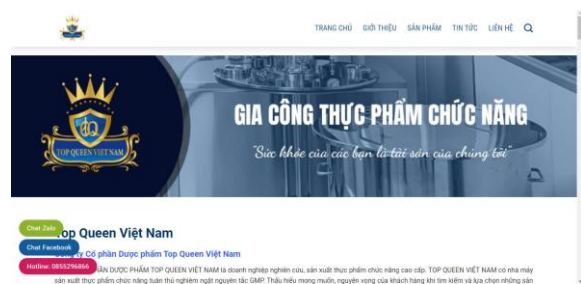 TRANG CHỦ GIỚI THIỆU SẢN PHẨM TIN TỨC LIÊN HỆ
TOP QUEEN VIET NAM
GIA CÔNG THỰC PHẨM CHỨC NĂNG
"Sức khỏe của các bạn là tài sản của chúng tôi"
Chat Zalo
Top Queen Việt Nam
Chat Facebook
ty Cổ phần Dược phẩm Top Queen Việt Nam
Hotline: 0855296866
PHẦN DƯỢC PHẨM TOP QUEEN VIỆT NAM là doanh nghiệp nghiên cứu, sản xuất thực phẩm chức năng cao cấp. TOP QUEEN VIỆT NAM có nhà máy
sản xuất thực phẩm chức năng tuân thủ nghiêm ngặt nguyên tắc GMP. Thấu hiểu mong muốn, nguyện vọng của khách hàng khi tìm kiếm và lựa chọn những sản